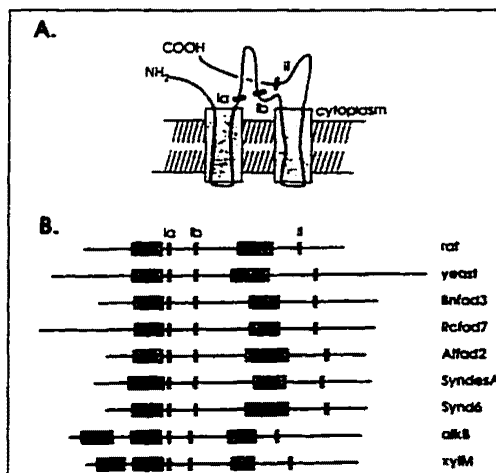 A.
COOH
NH2
Ia
Ib
II
cytoplasm
B.
Ia Ib II
rat
yeast
Bnfad3
Rcfad7
Atfad2
SyndesA
Synd6
alkB
xylM